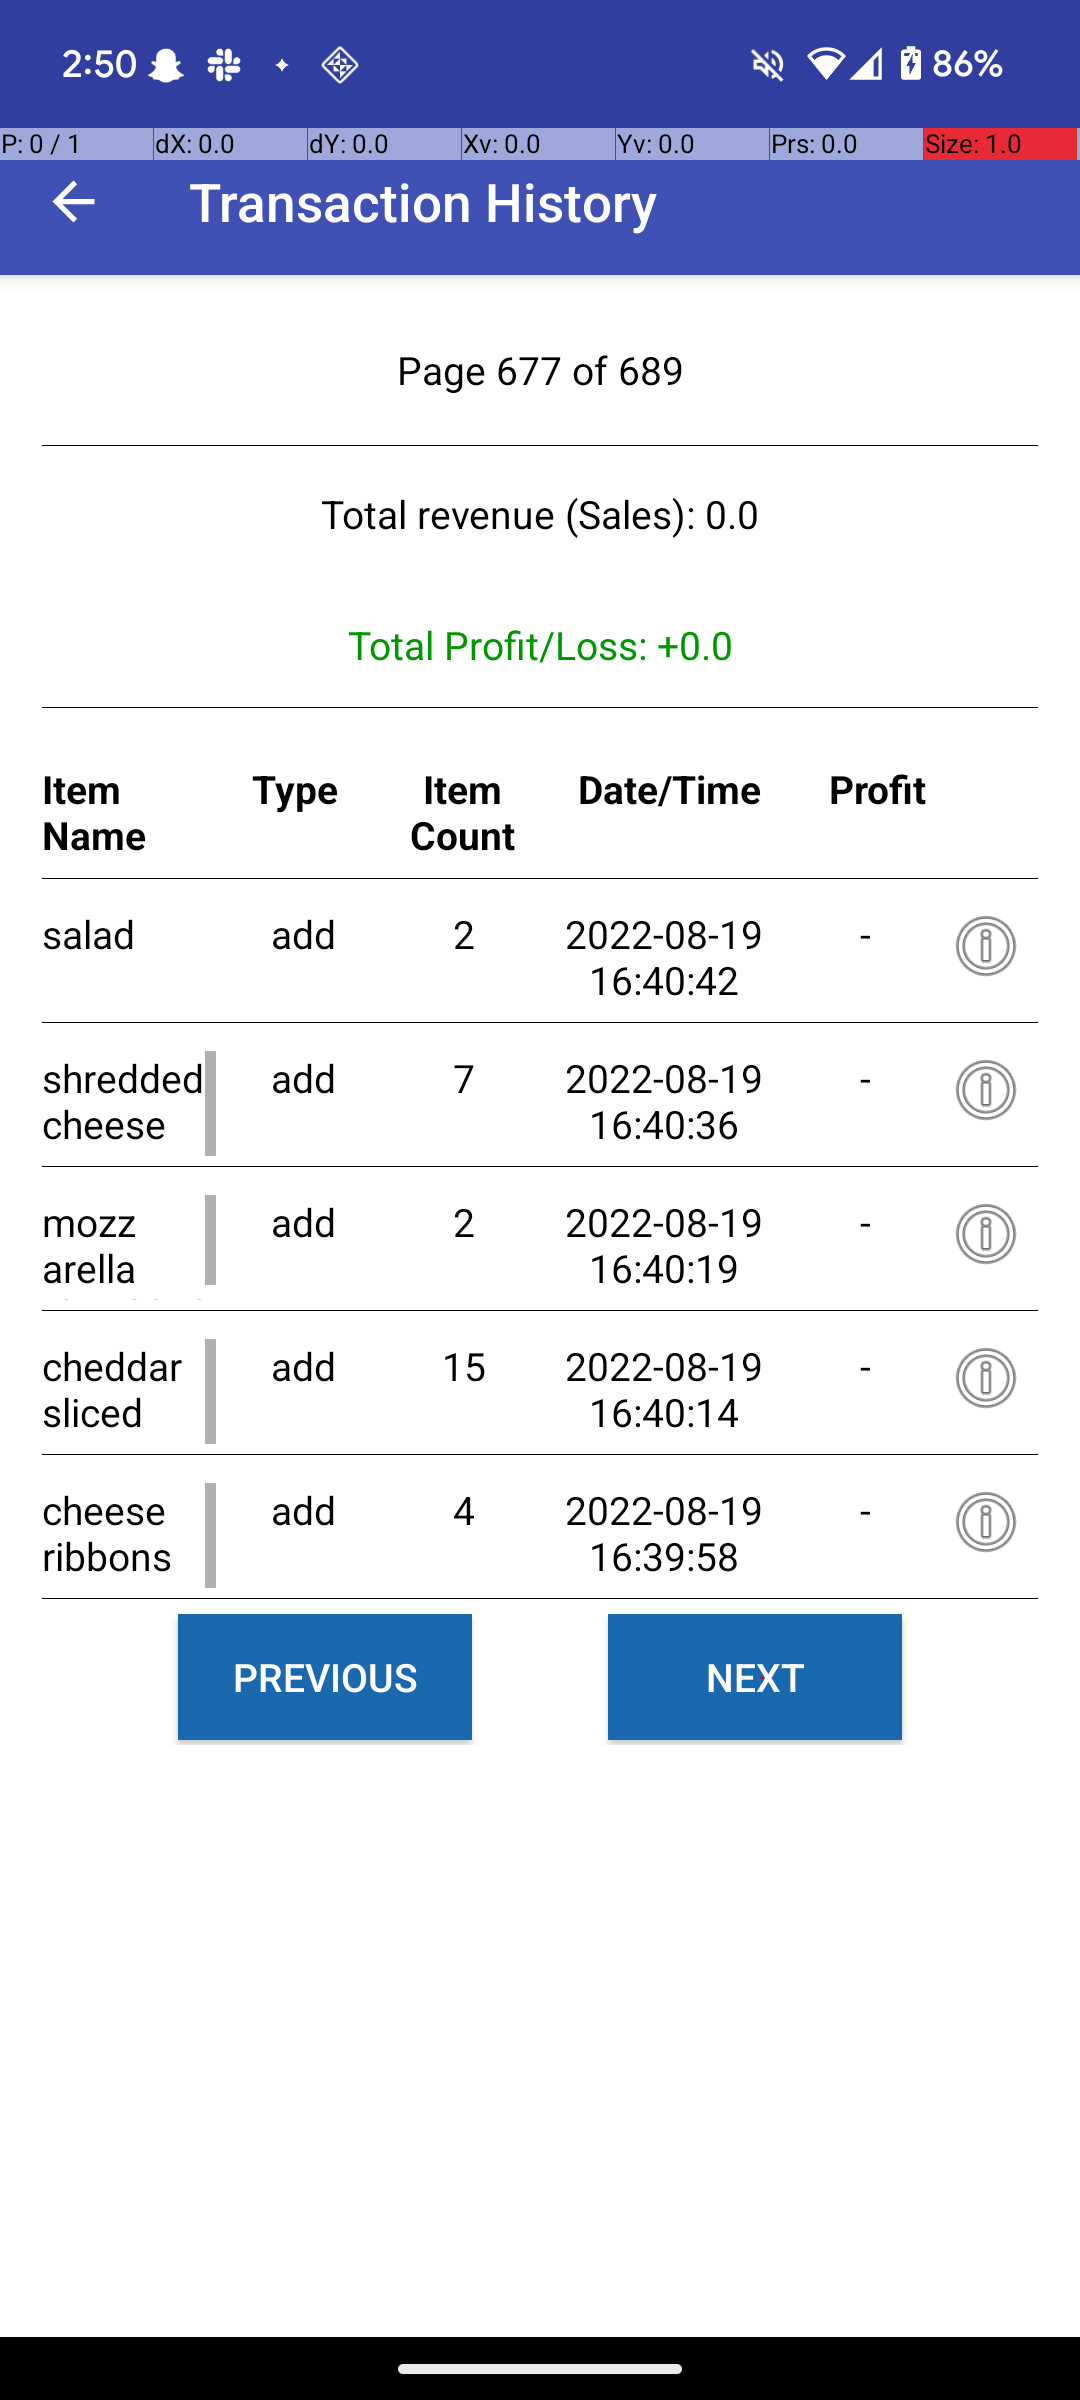 2:50 86%
P: 0 / 1 dX: 0.0 dY: 0.0 Xv: 0.0 Yv: 0.0 Prs: 0.0 Size: 1.0
Transaction History
Page 677 of 689
Total revenue (Sales): 0.0
Total Profit/Loss: +0.0
Item Name Type Item Count Date/Time Profit
salad add 2 2022-08-19 16:40:42 -
shredded cheese add 7 2022-08-19 16:40:36 -
mozz arella add 2 2022-08-19 16:40:19 -
cheddar sliced add 15 2022-08-19 16:40:14 -
cheese ribbons add 4 2022-08-19 16:39:58 -
PREVIOUS NEXT